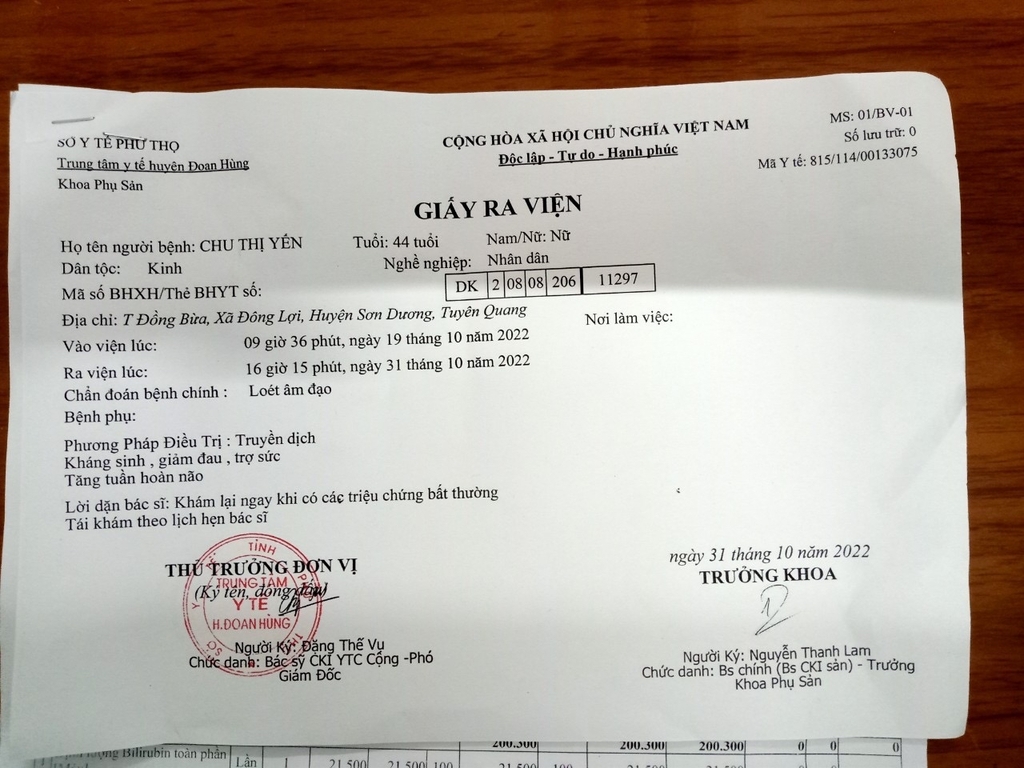 SỞ Y TẾ PHÚ THỌ
Trung tâm y tế huyện Đoan Hùng
Khoa Phụ Sản
CỘNG HÒA XÃ HỘI CHỦ NGHĨA VIỆT NAM
Độc lập - Tự do - Hạnh phúc
MS: 01/BV-01
Số lưu trữ: 0
Mã Y tế: 815/114/00133075
GIẤY RA VIỆN
Họ tên người bệnh: CHU THỊ YẾN Tuổi: 44 tuổi Nam/Nữ: Nữ
Dân tộc: Kinh Nghề nghiệp: Nhân dân
Mã số BHXH/Thẻ BHYT số: DK 2 08 08 206 11297
Địa chỉ: T Đồng Bừa, Xã Đông Lợi, Huyện Sơn Dương, Tuyên Quang Nơi làm việc:
Vào viện lúc: 09 giờ 36 phút, ngày 19 tháng 10 năm 2022
Ra viện lúc: 16 giờ 15 phút, ngày 31 tháng 10 năm 2022
Chẩn đoán bệnh chính : Loét âm đạo
Bệnh phụ:
Phương Pháp Điều Trị : Truyền dịch
Kháng sinh , giảm đau , trợ sức
Tăng tuần hoàn não
Lời dặn bác sĩ: Khám lại ngay khi có các triệu chứng bất thường
Tái khám theo lịch hẹn bác sĩ
THỦ TRƯỞNG ĐƠN VỊ
(Ký tên, đóng dấu)
TỈNH
TRUNG TÂM
Y TẾ
H.ĐOAN HÙNG
Người Ký: Đặng Thế Vụ
Chức danh: Bác sỹ CKI YTC Cộng -Phó
Giám Đốc
ngày 31 tháng 10 năm 2022
TRƯỞNG KHOA
Người Ký: Nguyễn Thanh Lam
Chức danh: Bs chính (Bs CKI sản) - Trưởng
Khoa Phụ Sản
200.300 200.300 200.300 0 0 0
lượng Bilirubin toàn phần Lần 1 21.500 21.500 100 21.500 100 21.500 0 0 0